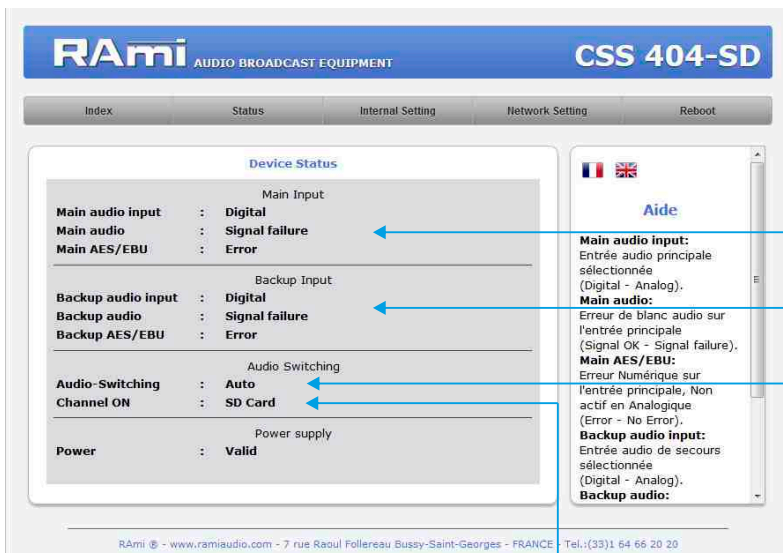 RAmi AUDIO BROADCAST EQUIPMENT
CSS 404-SD
Index Status Internal Setting Network Setting Reboot
Device Status
Main Input
Main audio input : Digital
Main audio : Signal failure
Main AES/EBU : Error
Backup Input
Backup audio input : Digital
Backup audio : Signal failure
Backup AES/EBU : Error
Audio Switching
Audio-Switching : Auto
Channel ON : SD Card
Power supply
Power : Valid
Aide
Main audio input:
Entrée audio principale
sélectionnée
(Digital - Analog).
Main audio:
Erreur de blanc audio sur
l'entrée principale
(Signal OK - Signal failure).
Main AES/EBU:
Erreur Numérique sur
l'entrée principale, Non
actif en Analogique
(Error - No Error).
Backup audio input:
Entrée audio de secours
sélectionnée
(Digital - Analog).
Backup audio:
RAmi ® - www.ramiaudio.com - 7 rue Raoul Follereau Bussy-Saint-Georges - FRANCE - Tel.:(33)1 64 66 20 20